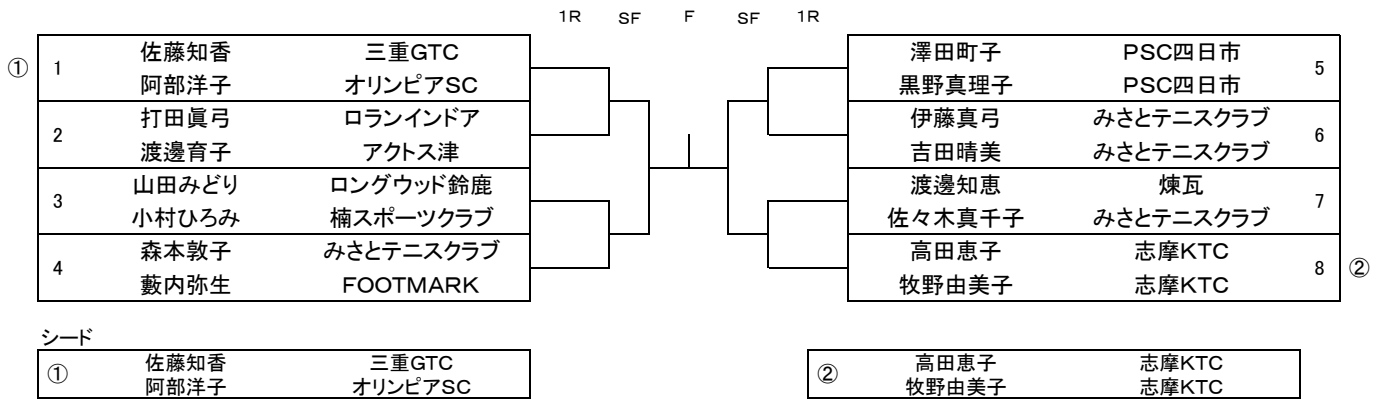 1R SF F SF 1R
① 1 佐藤知香 三重GTC
阿部洋子 オリンピアSC
2 打田眞弓 ロランインドア
渡邊育子 アクトス津
3 山田みどり ロングウッド鈴鹿
小村ひろみ 楠スポーツクラブ
4 森本敦子 みさとテニスクラブ
藪内弥生 FOOTMARK
澤田町子 PSC四日市 5
黒野真理子 PSC四日市
伊藤真弓 みさとテニスクラブ 6
吉田晴美 みさとテニスクラブ
渡邊知恵 煉瓦 7
佐々木真千子 みさとテニスクラブ
高田恵子 志摩KTC 8 ②
牧野由美子 志摩KTC
シード
① 佐藤知香 三重GTC
阿部洋子 オリンピアSC
② 高田恵子 志摩KTC
牧野由美子 志摩KTC